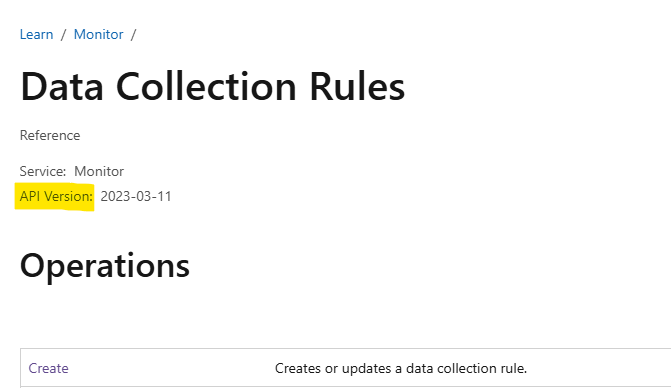 Learn / Monitor /
Data Collection Rules
Reference
Service: Monitor
API Version: 2023-03-11
Operations
Create Creates or updates a data collection rule.